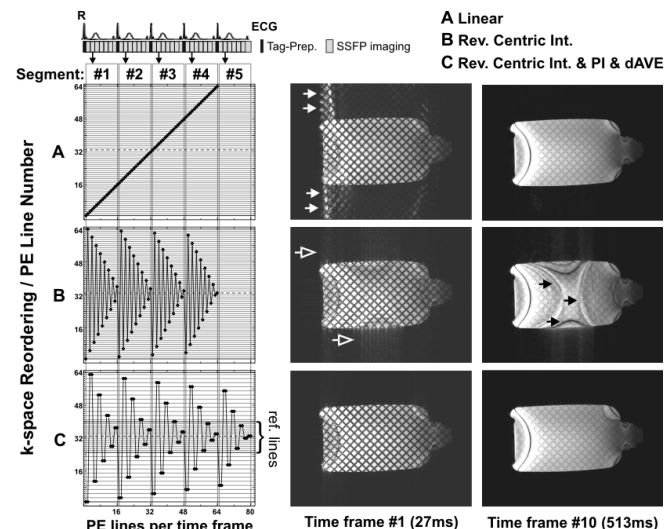 R
ECG
Tag-Prep.
SSFP imaging
A Linear
B Rev. Centric Int.
C Rev. Centric Int. & PI & dAVE
Segment: #1 #2 #3 #4 #5
k-space Reordering / PE Line Number
64
48
A
32
16
64
48
B
32
16
64
48
C
32
16
ref. lines
16 32 48 64 80
PE lines per time frame
Time frame #1 (27ms)
Time frame #10 (513ms)